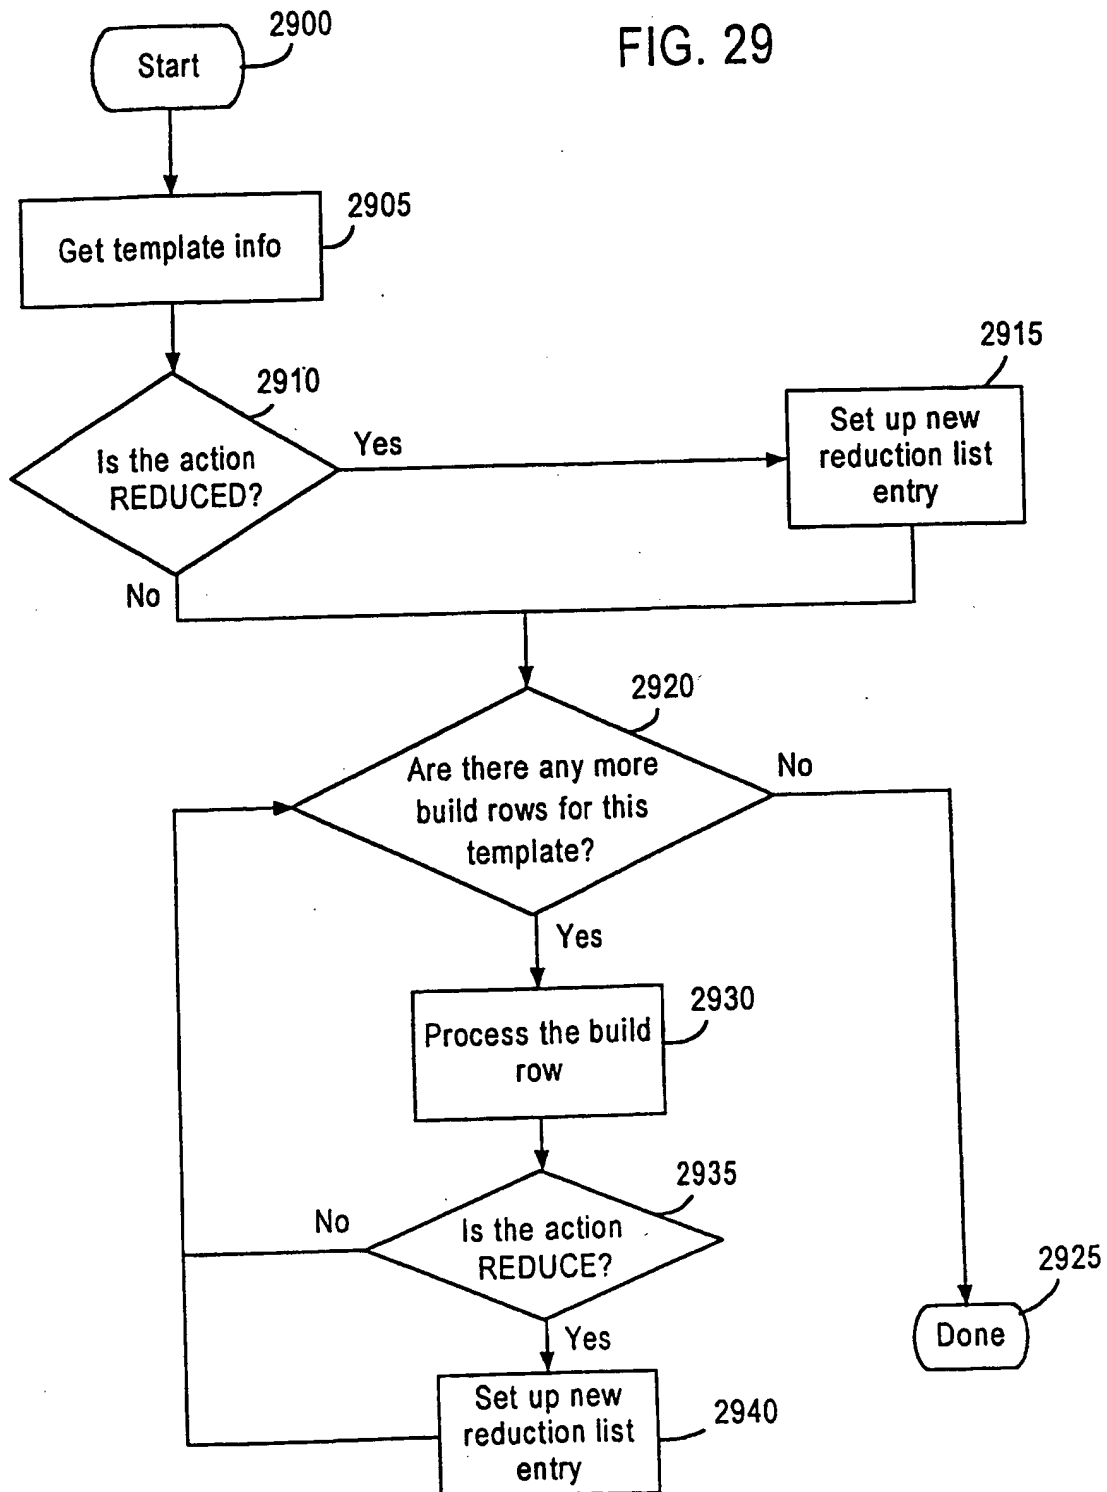 2900
FIG. 29
Start
2905
Get template info
2915
2910
Set up new
reduction list
entry
Yes
Is the action
REDUCED?
No
2920
Are there any more
build rows for this
template?
No
Yes
2930
Process the build
row
2935
No
Is the action
REDUCE?
2925
Done
Yes
Set up new
reduction list
entry
2940